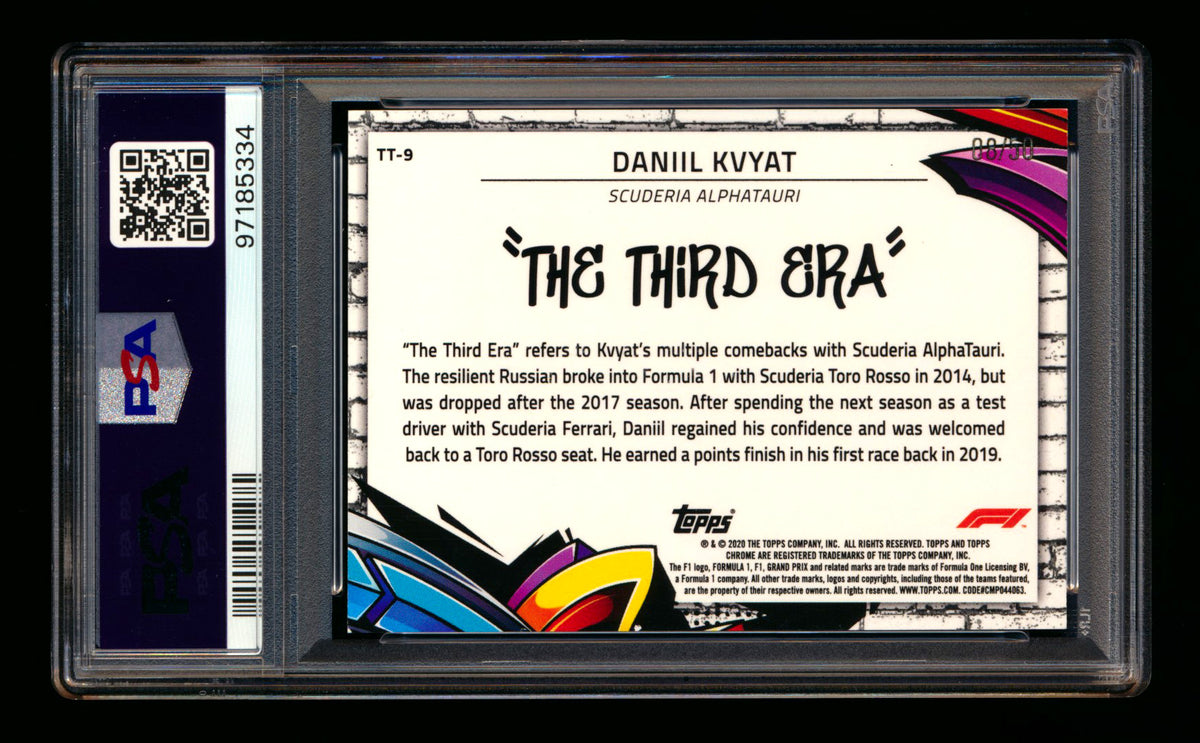 97185334
PSA
TT-9
DANIIL KVYAT
08/50
SCUDERIA ALPHATAURI
"THE THIRD ERA"
"The Third Era" refers to Kvyat's multiple comebacks with Scuderia AlphaTauri.
The resilient Russian broke into Formula 1 with Scuderia Toro Rosso in 2014, but
was dropped after the 2017 season. After spending the next season as a test
driver with Scuderia Ferrari, Daniil regained his confidence and was welcomed
back to a Toro Rosso seat. He earned a points finish in his first race back in 2019.
Topps
F1
® & © 2020 THE TOPPS COMPANY, INC. ALL RIGHTS RESERVED. TOPPS AND TOPPS
CHROME ARE REGISTERED TRADEMARKS OF THE TOPPS COMPANY, INC.
The F1 logo, FORMULA 1, F1, GRAND PRIX and related marks are trade marks of Formula One Licensing BV,
a Formula 1 company. All other trade marks, logos and copyrights, including those of the teams featured,
are the property of their respective owners. All rights reserved. WWW.TOPPS.COM. CODE#CMP044063.
PSA